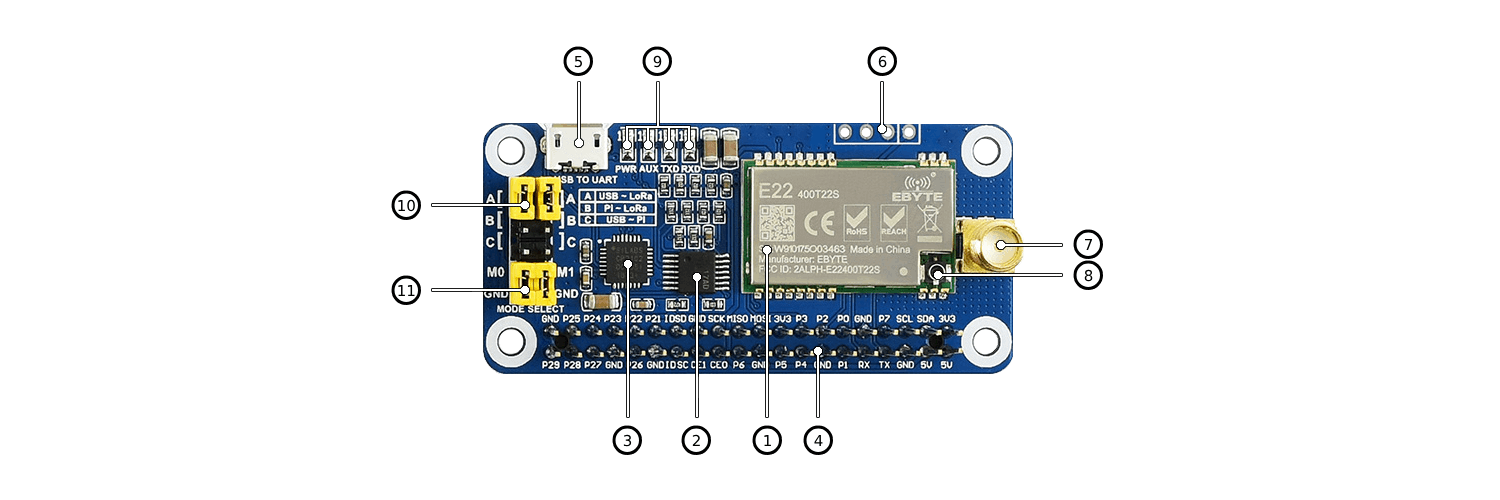 5
9
6
PWR AUX TXD RXD
USB TO UART
10
A
A
B
B
C
C
A USB ~ LoRa
B Pi ~ LoRa
C USB ~ Pi
E22 400T22S
EBYTE
CE
RoHS
REACH
Made in China
Manufacturer: EBYTE
FCC ID: 2ALPH-E22400T22S
7
8
M0
M1
11
GND
GND
MODE SELECT
GND P25 P24 P23 P22 P21 IDSD GND SCK MISO MOSI 3V3 P3 P2 P0 GND P7 SCL SDA 3V3
P29 P28 P27 GND P26 GND IDSC CE1 CE0 P6 GND P5 P4 GND P1 RX TX GND 5V 5V
3
2
1
4